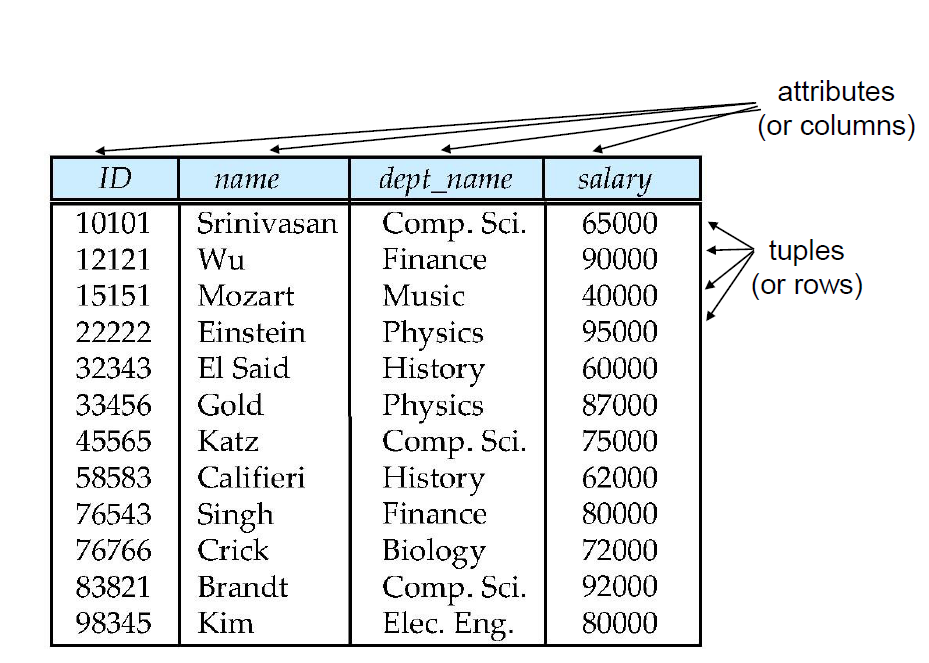 attributes
(or columns)
ID name dept_name salary
10101 Srinivasan Comp. Sci. 65000
12121 Wu Finance 90000
tuples
(or rows)
15151 Mozart Music 40000
22222 Einstein Physics 95000
32343 El Said History 60000
33456 Gold Physics 87000
45565 Katz Comp. Sci. 75000
58583 Califieri History 62000
76543 Singh Finance 80000
76766 Crick Biology 72000
83821 Brandt Comp. Sci. 92000
98345 Kim Elec. Eng. 80000